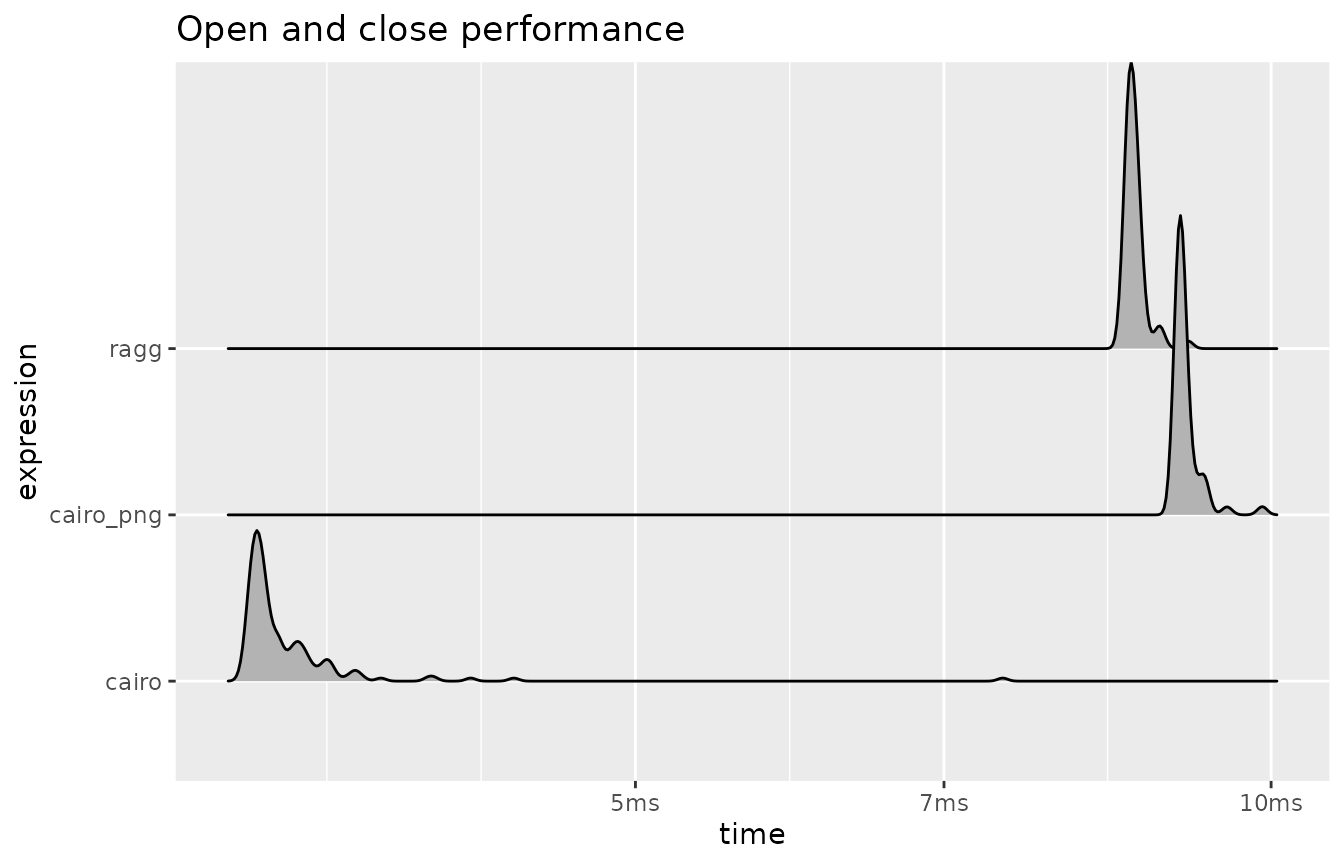 Open and close performance
expression
ragg
cairo_png
cairo
5ms 7ms 10ms
time